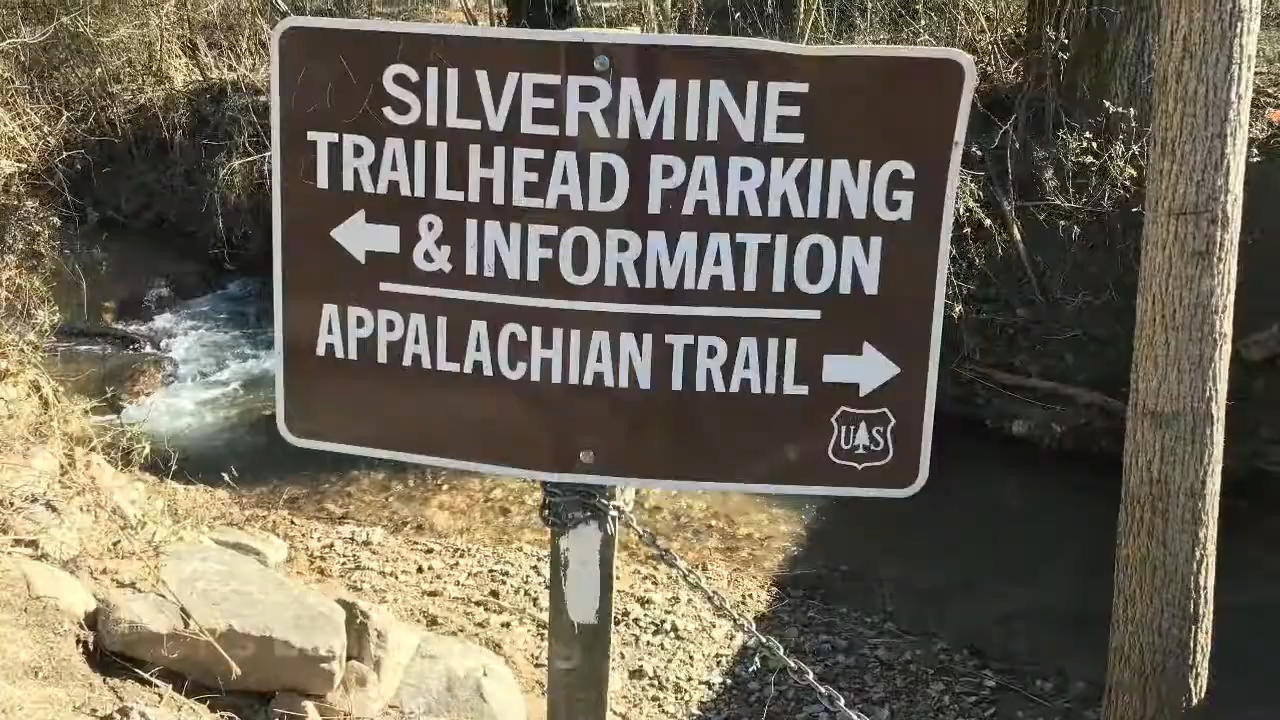 SILVERMINE
TRAILHEAD PARKING
& INFORMATION
APPALACHIAN TRAIL
US